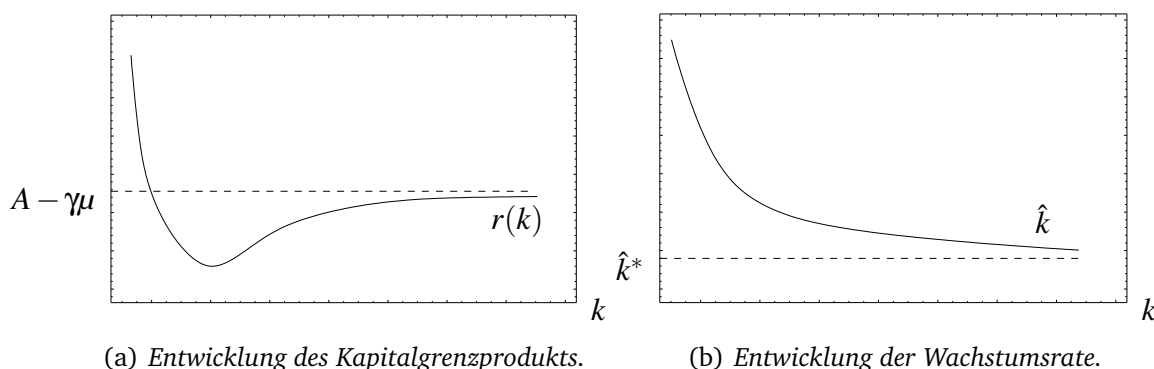 A − γμ
r(k)
k
(a) Entwicklung des Kapitalgrenzprodukts.
k̂
k̂*
k
(b) Entwicklung der Wachstumsrate.